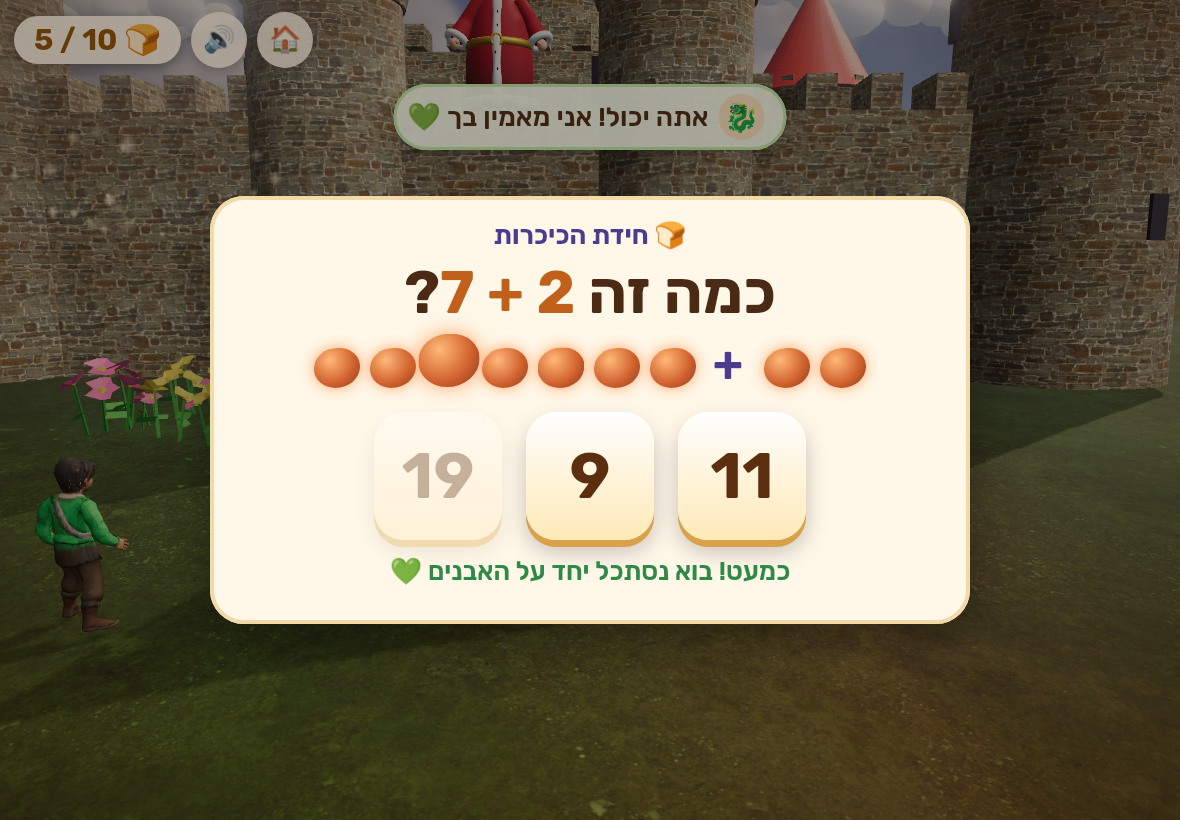 5 / 10
אתה יכול! אני מאמין בך
חידת הכיכרות
כמה זה 2 + 7?
+
19 9 11
כמעט! בוא נסתכל יחד על האבנים